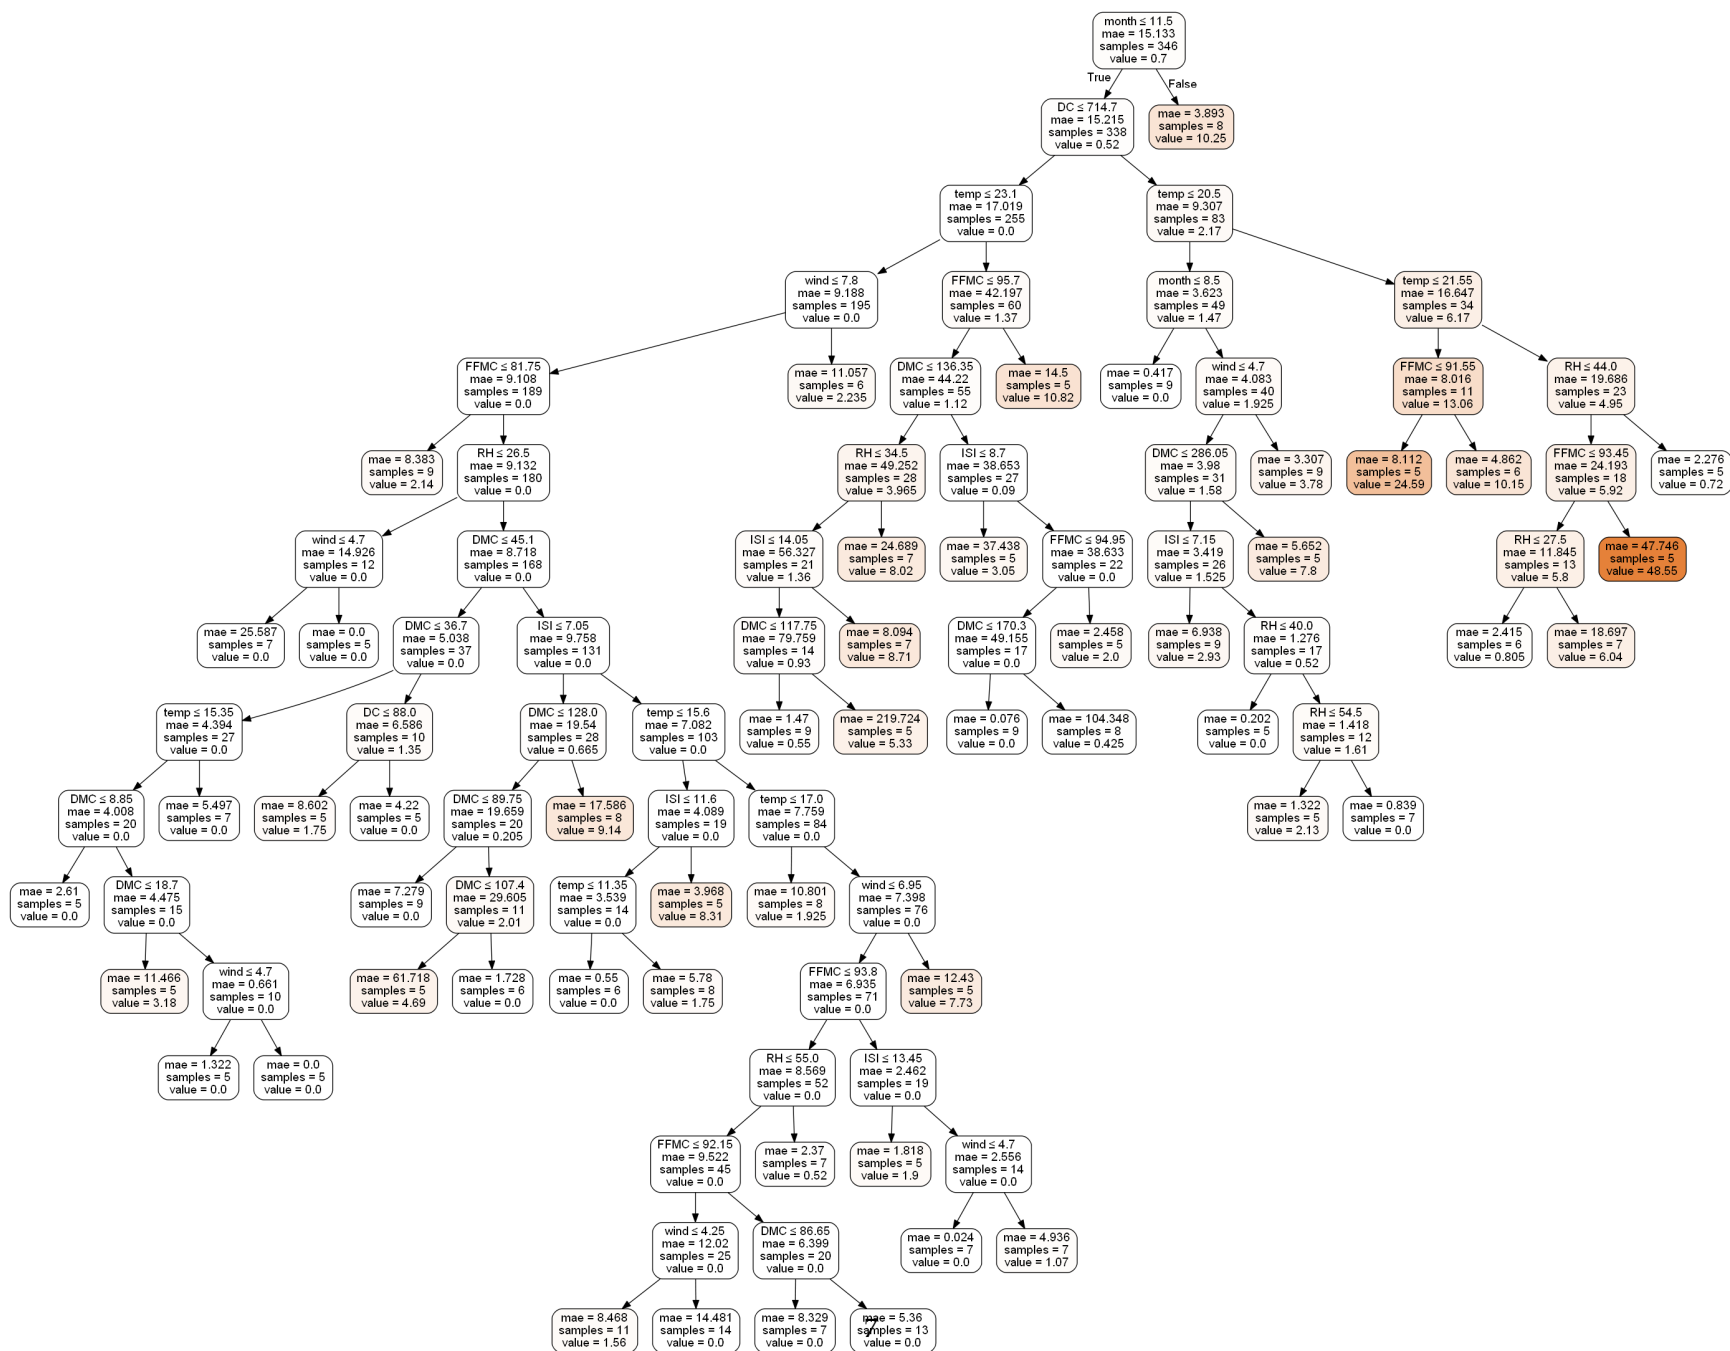 month ≤ 11.5
mae = 15.133
samples = 346
value = 0.7
True
False
DC ≤ 714.7
mae = 15.215
samples = 338
value = 0.52
mae = 3.893
samples = 8
value = 10.25
temp ≤ 23.1
mae = 17.019
samples = 255
value = 0.0
temp ≤ 20.5
mae = 9.307
samples = 83
value = 2.17
wind ≤ 7.8
mae = 9.188
samples = 195
value = 0.0
FFMC ≤ 95.7
mae = 42.197
samples = 60
value = 1.37
month ≤ 8.5
mae = 3.623
samples = 49
value = 1.47
temp ≤ 21.55
mae = 16.647
samples = 34
value = 6.17
FFMC ≤ 81.75
mae = 9.108
samples = 189
value = 0.0
mae = 11.057
samples = 6
value = 2.235
DMC ≤ 136.35
mae = 44.22
samples = 55
value = 1.12
mae = 14.5
samples = 5
value = 10.82
mae = 0.417
samples = 9
value = 0.0
wind ≤ 4.7
mae = 4.083
samples = 40
value = 1.925
FFMC ≤ 91.55
mae = 8.016
samples = 11
value = 13.06
RH ≤ 44.0
mae = 19.686
samples = 23
value = 4.95
mae = 8.383
samples = 9
value = 2.14
RH ≤ 26.5
mae = 9.132
samples = 180
value = 0.0
RH ≤ 34.5
mae = 49.252
samples = 28
value = 3.965
ISI ≤ 8.7
mae = 38.653
samples = 27
value = 0.09
DMC ≤ 286.05
mae = 3.98
samples = 31
value = 1.58
mae = 3.307
samples = 9
value = 3.78
mae = 8.112
samples = 5
value = 24.59
mae = 4.862
samples = 6
value = 10.15
FFMC ≤ 93.45
mae = 24.193
samples = 18
value = 5.92
mae = 2.276
samples = 5
value = 0.72
wind ≤ 4.7
mae = 14.926
samples = 12
value = 0.0
DMC ≤ 45.1
mae = 8.718
samples = 168
value = 0.0
ISI ≤ 14.05
mae = 56.327
samples = 21
value = 1.36
mae = 24.689
samples = 7
value = 8.02
mae = 37.438
samples = 5
value = 3.05
FFMC ≤ 94.95
mae = 38.633
samples = 22
value = 0.0
ISI ≤ 7.15
mae = 3.419
samples = 26
value = 1.525
mae = 5.652
samples = 5
value = 7.8
RH ≤ 27.5
mae = 11.845
samples = 13
value = 5.8
mae = 47.746
samples = 5
value = 48.55
mae = 25.587
samples = 7
value = 0.0
mae = 0.0
samples = 5
value = 0.0
DMC ≤ 36.7
mae = 5.038
samples = 37
value = 0.0
ISI ≤ 7.05
mae = 9.758
samples = 131
value = 0.0
DMC ≤ 117.75
mae = 79.759
samples = 14
value = 0.93
mae = 8.094
samples = 7
value = 8.71
DMC ≤ 170.3
mae = 49.155
samples = 17
value = 0.0
mae = 2.458
samples = 5
value = 2.0
mae = 6.938
samples = 9
value = 2.93
RH ≤ 40.0
mae = 1.276
samples = 17
value = 0.52
mae = 2.415
samples = 6
value = 0.805
mae = 18.697
samples = 7
value = 6.04
temp ≤ 15.35
mae = 4.394
samples = 27
value = 0.0
DC ≤ 88.0
mae = 6.586
samples = 10
value = 1.35
DMC ≤ 128.0
mae = 19.54
samples = 28
value = 0.665
temp ≤ 15.6
mae = 7.082
samples = 103
value = 0.0
mae = 1.47
samples = 9
value = 0.55
mae = 219.724
samples = 5
value = 5.33
mae = 0.076
samples = 9
value = 0.0
mae = 104.348
samples = 8
value = 0.425
mae = 0.202
samples = 5
value = 0.0
RH ≤ 54.5
mae = 1.418
samples = 12
value = 1.61
DMC ≤ 8.85
mae = 4.008
samples = 20
value = 0.0
mae = 5.497
samples = 7
value = 0.0
mae = 8.602
samples = 5
value = 1.75
mae = 4.22
samples = 5
value = 0.0
DMC ≤ 89.75
mae = 19.659
samples = 20
value = 0.205
mae = 17.586
samples = 8
value = 9.14
ISI ≤ 11.6
mae = 4.089
samples = 19
value = 0.0
temp ≤ 17.0
mae = 7.759
samples = 84
value = 0.0
mae = 1.322
samples = 5
value = 2.13
mae = 0.839
samples = 7
value = 0.0
mae = 2.61
samples = 5
value = 0.0
DMC ≤ 18.7
mae = 4.475
samples = 15
value = 0.0
mae = 7.279
samples = 9
value = 0.0
DMC ≤ 107.4
mae = 29.605
samples = 11
value = 2.01
temp ≤ 11.35
mae = 3.539
samples = 14
value = 0.0
mae = 3.968
samples = 5
value = 8.31
mae = 10.801
samples = 8
value = 1.925
wind ≤ 6.95
mae = 7.398
samples = 76
value = 0.0
mae = 11.466
samples = 5
value = 3.18
wind ≤ 4.7
mae = 0.661
samples = 10
value = 0.0
mae = 61.718
samples = 5
value = 4.69
mae = 1.728
samples = 6
value = 0.0
mae = 0.55
samples = 6
value = 0.0
mae = 5.78
samples = 8
value = 1.75
FFMC ≤ 93.8
mae = 6.935
samples = 71
value = 0.0
mae = 12.43
samples = 5
value = 7.73
mae = 1.322
samples = 5
value = 0.0
mae = 0.0
samples = 5
value = 0.0
RH ≤ 55.0
mae = 8.569
samples = 52
value = 0.0
ISI ≤ 13.45
mae = 2.462
samples = 19
value = 0.0
FFMC ≤ 92.15
mae = 9.522
samples = 45
value = 0.0
mae = 2.37
samples = 7
value = 0.52
mae = 1.818
samples = 5
value = 1.9
wind ≤ 4.7
mae = 2.556
samples = 14
value = 0.0
wind ≤ 4.25
mae = 12.02
samples = 25
value = 0.0
DMC ≤ 86.65
mae = 6.399
samples = 20
value = 0.0
mae = 0.024
samples = 7
value = 0.0
mae = 4.936
samples = 7
value = 1.07
mae = 8.468
samples = 11
value = 1.56
mae = 14.481
samples = 14
value = 0.0
mae = 8.329
samples = 7
value = 0.0
mae = 5.36
samples = 13
value = 0.0
7